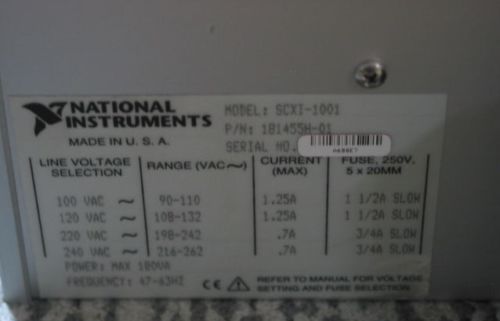 NATIONAL INSTRUMENTS
MADE IN U. S. A.
MODEL: SCXI-1001
P/N: 181455H-01
SERIAL NO.
LINE VOLTAGE SELECTION RANGE (VAC~) CURRENT (MAX) FUSE, 250V, 5 x 20MM
100 VAC ~ 90-110 1.25A 1 1/2A SLOW
120 VAC ~ 108-132 1.25A 1 1/2A SLOW
220 VAC ~ 198-242 .7A 3/4A SLOW
240 VAC ~ 216-262 .7A 3/4A SLOW
POWER: MAX 180VA
FREQUENCY: 47-63HZ
CE REFER TO MANUAL FOR VOLTAGE
SETTING AND FUSE SELECTION